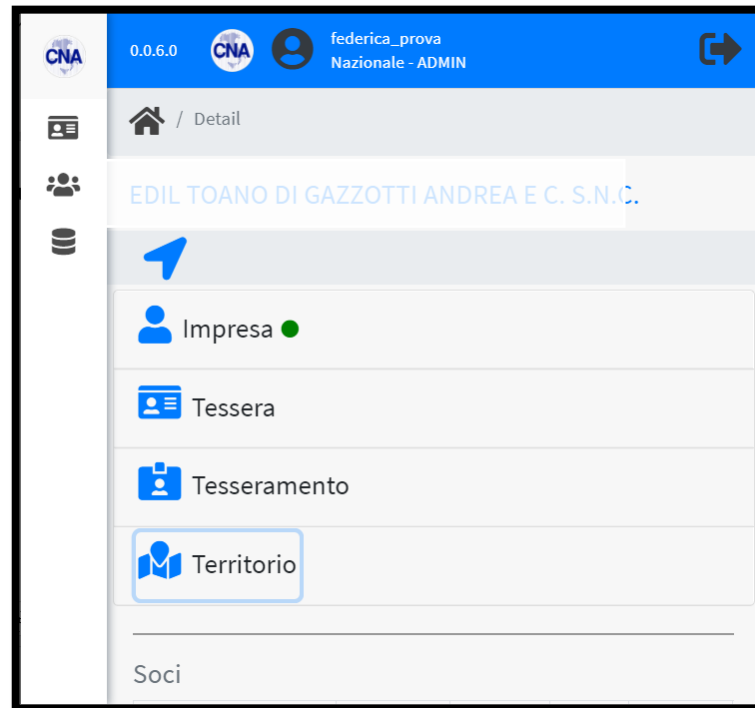 CNA
0.0.6.0
CNA
federica_prova
Nazionale - ADMIN
/ Detail
EDIL TOANO DI GAZZOTTI ANDREA E C. S.N.C.
Impresa
Tessera
Tesseramento
Territorio
Soci